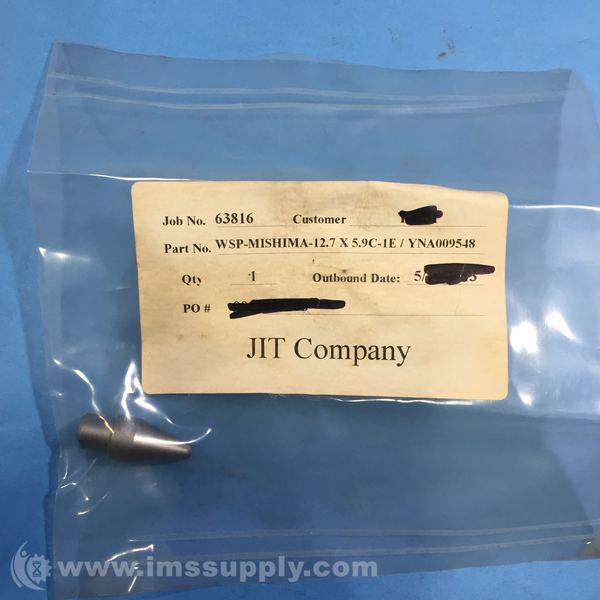 Job No. 63816 Customer
Part No. WSP-MISHIMA-12.7 X 5.9C-1E / YNA009548
Qty 1 Outbound Date: 5/
PO #
JIT Company
www.imssupply.com